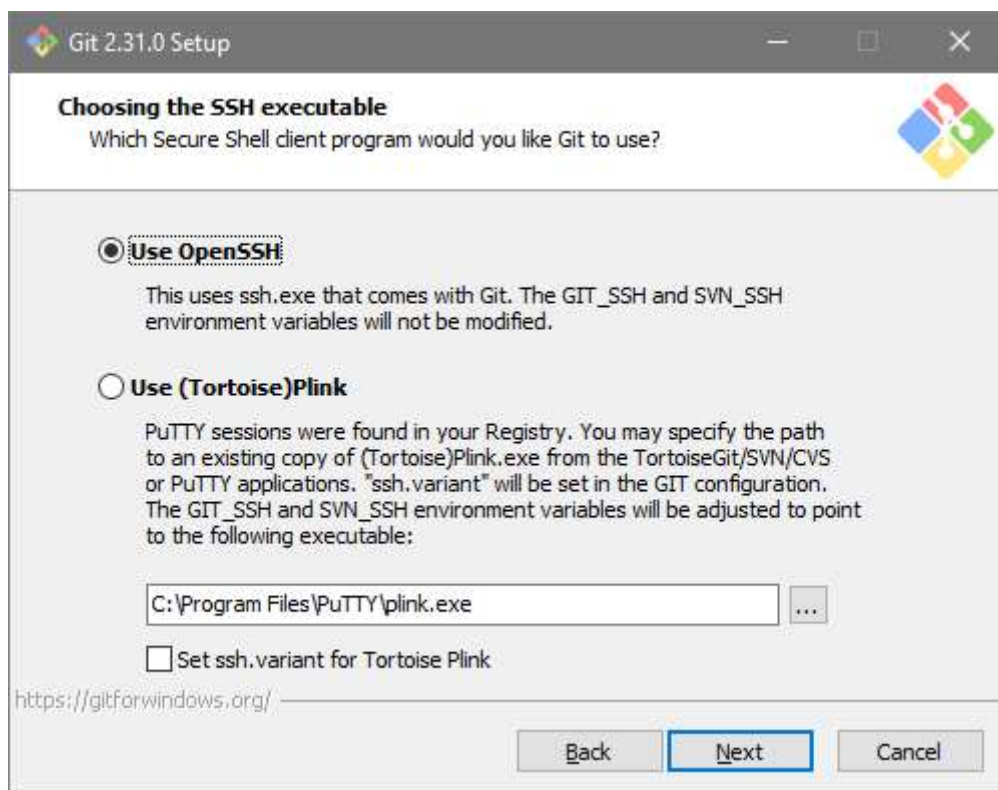 Git 2.31.0 Setup
Choosing the SSH executable
Which Secure Shell client program would you like Git to use?
Use OpenSSH
This uses ssh.exe that comes with Git. The GIT_SSH and SVN_SSH
environment variables will not be modified.
Use (Tortoise)Plink
PuTTY sessions were found in your Registry. You may specify the path
to an existing copy of (Tortoise)Plink.exe from the TortoiseGit/SVN/CVS
or PuTTY applications. "ssh.variant" will be set in the GIT configuration.
The GIT_SSH and SVN_SSH environment variables will be adjusted to point
to the following executable:
C:\Program Files\PuTTY\plink.exe
...
Set ssh.variant for Tortoise Plink
https://gitforwindows.org/
Back Next Cancel